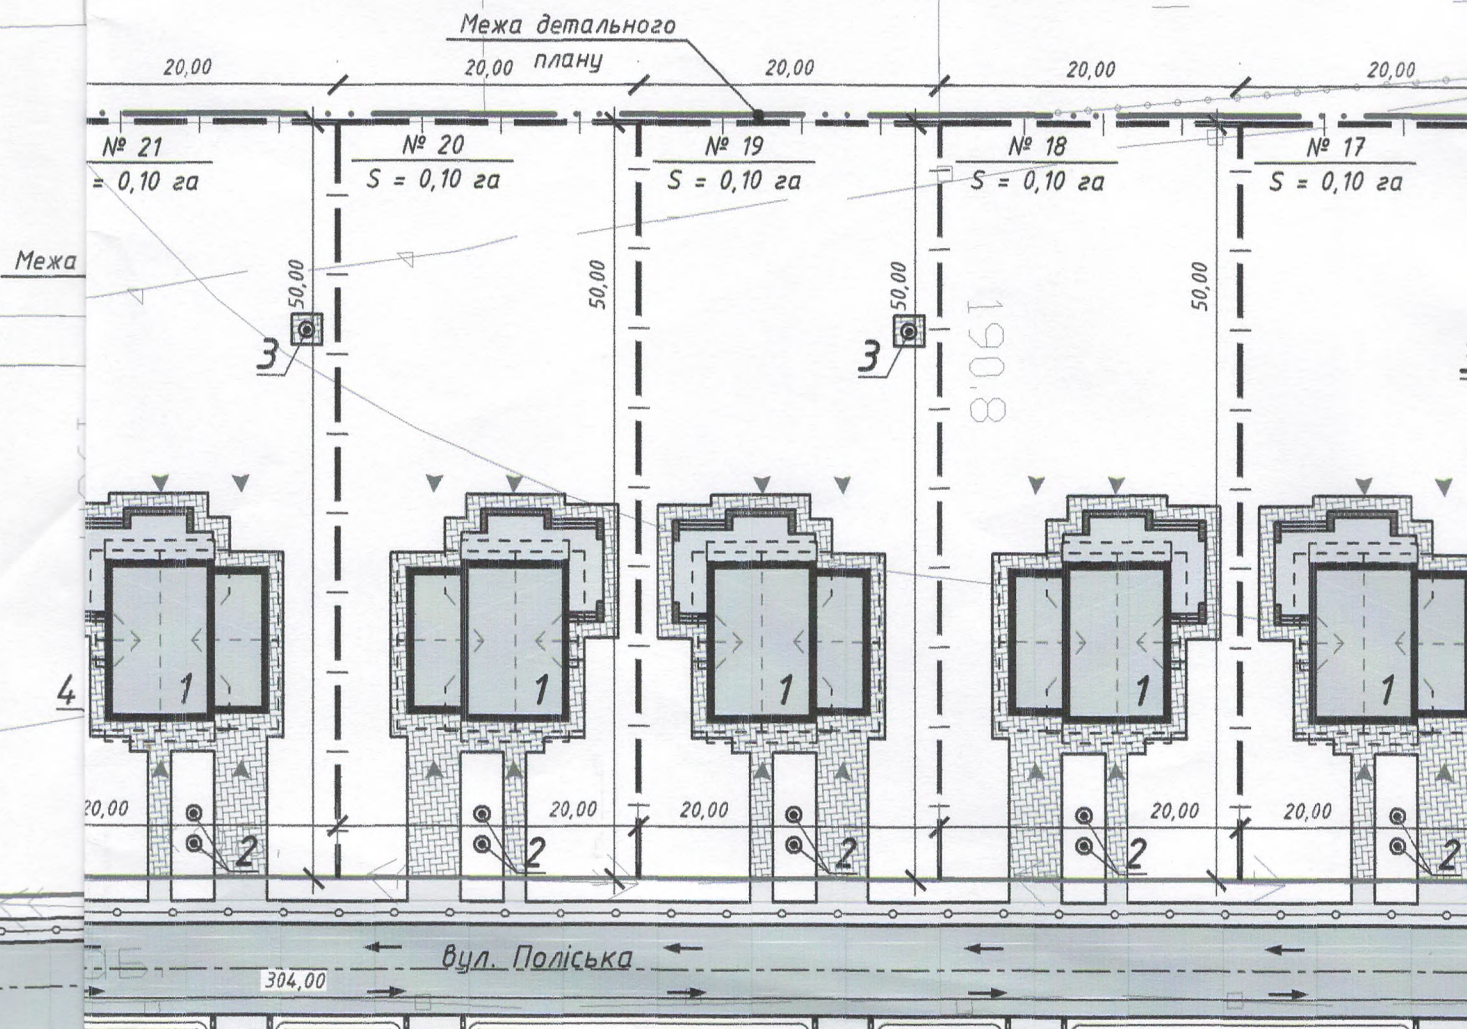 Межа детального
плану
20,00 20,00 20,00 20,00 20,00
№ 21
= 0,10 га
№ 20
S = 0,10 га
№ 19
S = 0,10 га
№ 18
S = 0,10 га
№ 17
S = 0,10 га
Межа
50,00 50,00 50,00 50,00
3 3
190.8
4
1 1 1 1 1
20,00 20,00 20,00 20,00 20,00
2 2 2 2 2
вул. Поліська
304,00